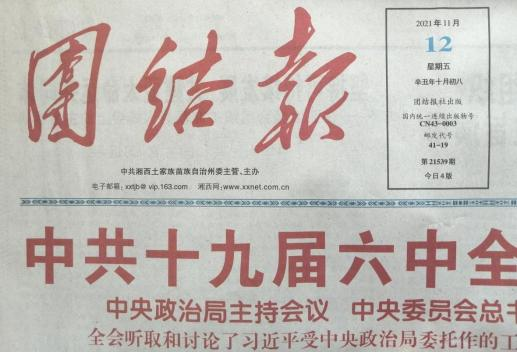 團结報
2021年11月
12
星期五
辛丑年十月初八
团结报社出版
国内统一连续出版物号
CN43-0003
邮发代号
41-19
第21539期
今日4版
中共湘西土家族苗族自治州委主管、主办
电子邮箱:xxtjb@vip.163.com 湘西网:www.xxnet.com.cn
中共十九届六中全
中央政治局主持会议 中央委员会总书
全会听取和讨论了习近平受中央政治局委托作的工